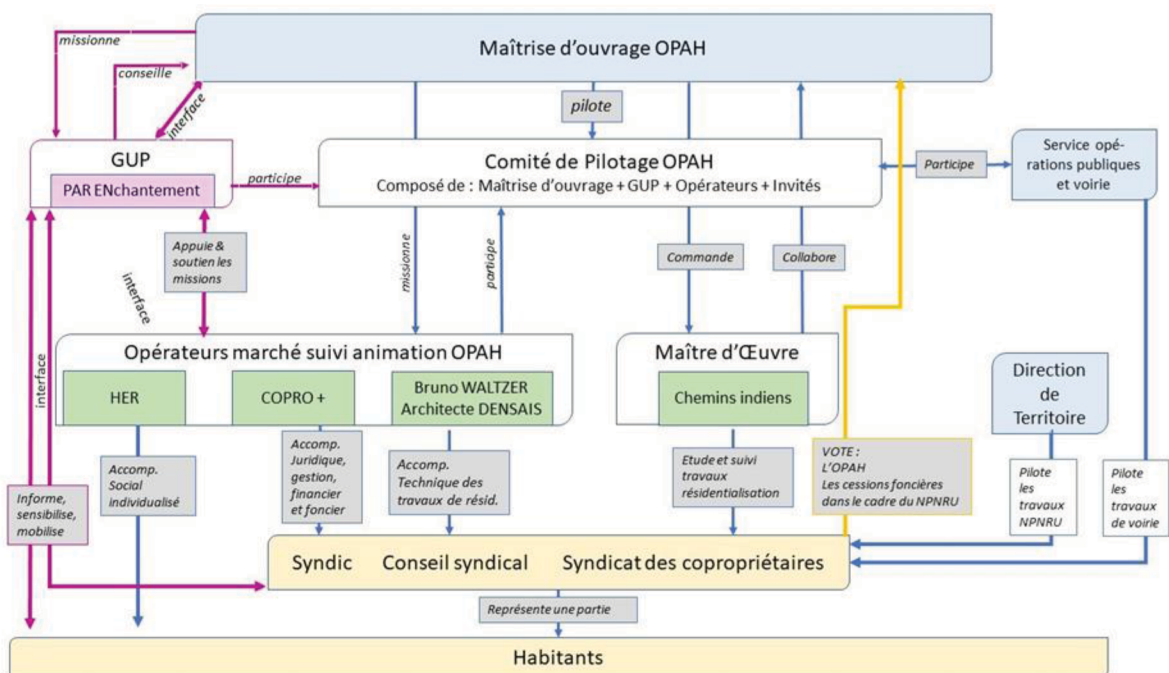 Maîtrise d'ouvrage OPAH
missionne
conseille
interface
pilote
GUP
PAR ENchantement
participe
Comité de Pilotage OPAH
Composé de : Maîtrise d'ouvrage + GUP + Opérateurs + Invités
Participe
Service opé-
rations publiques
et voirie
Appuie &
soutien les
missions
interface
missionne
participe
Commande
Collabore
interface
Opérateurs marché suivi animation OPAH
HER
COPRO +
Bruno WALTZER
Architecte DENSAIS
Maître d'Œuvre
Chemins indiens
Direction
de
Territoire
Informe,
sensibilise,
mobilise
Accomp.
Social
individualisé
Accomp.
Juridique,
gestion,
financier
et foncier
Accomp.
Technique des
travaux de résid.
Etude et suivi
travaux
résidentialisation
VOTE :
L'OPAH
Les cessions foncières
dans le cadre du NPNRU
Pilote
les
travaux
NPNRU
Pilote
les
travaux
de voirie
Syndic
Conseil syndical
Syndicat des copropriétaires
Représente une partie
Habitants